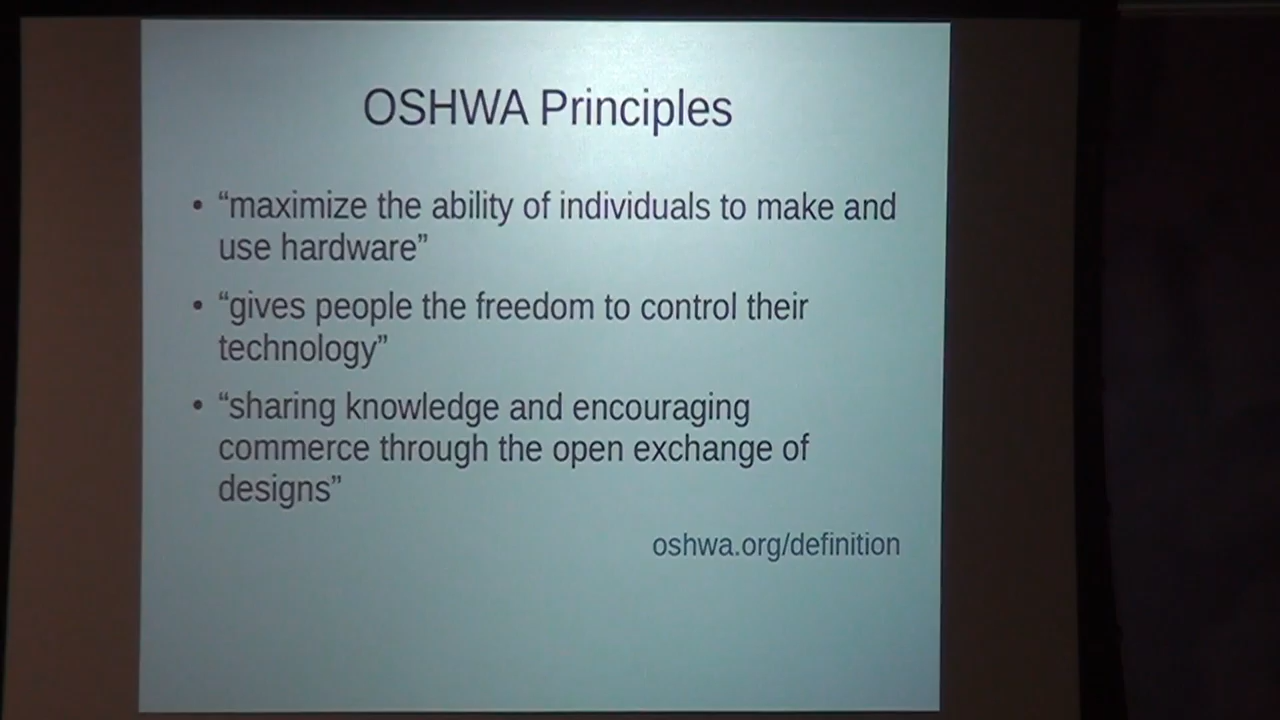 OSHWA Principles
• “maximize the ability of individuals to make and
use hardware”
• “gives people the freedom to control their
technology”
• “sharing knowledge and encouraging
commerce through the open exchange of
designs”
oshwa.org/definition